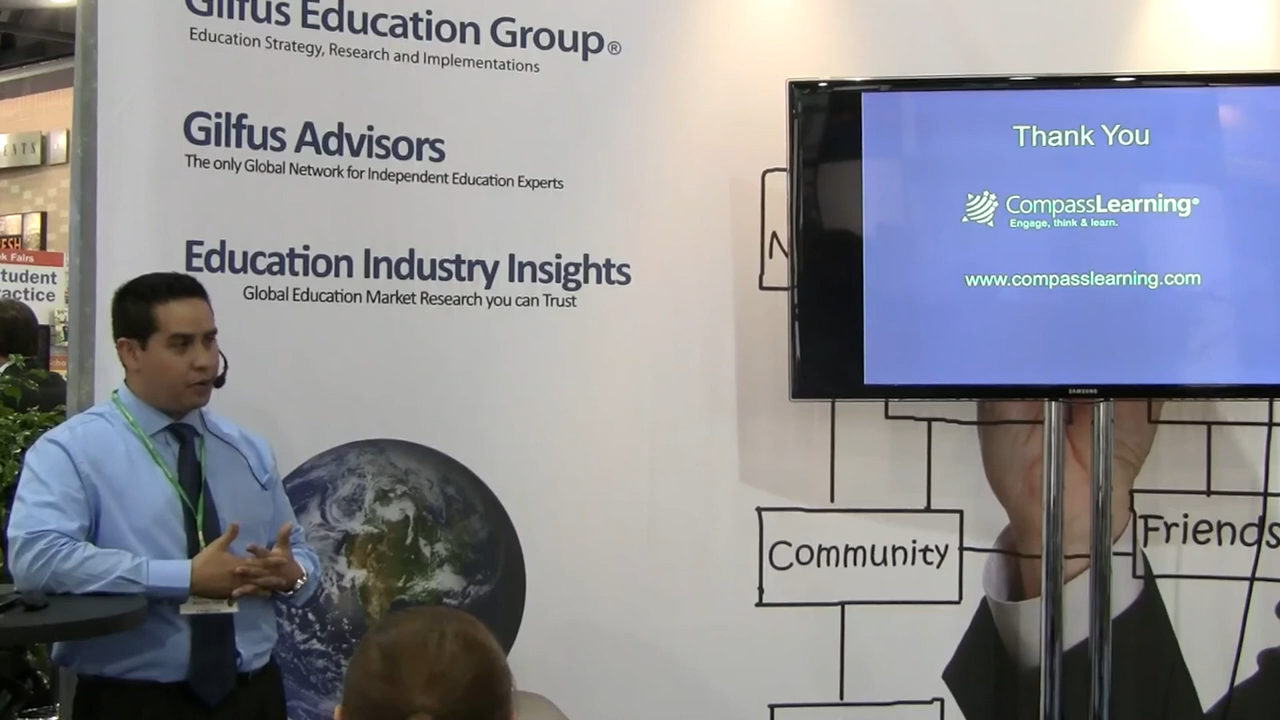 Gilfus Education Group®
Education Strategy, Research and Implementations
Gilfus Advisors
The only Global Network for Independent Education Experts
Education Industry Insights
Global Education Market Research you can Trust
Thank You
CompassLearning®
Engage, think & learn.
www.compasslearning.com
SAMSUNG
Community
Friends
Fairs
tudent
actice